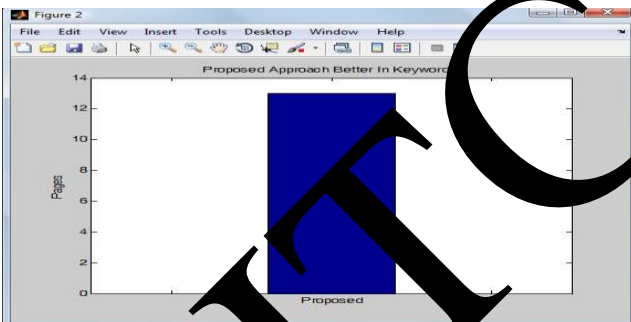 Figure 2
File Edit View Insert Tools Desktop Window Help
Proposed Approach Better In Keyword
14
12
10
8
6
4
2
0
Pages
Proposed
ITC